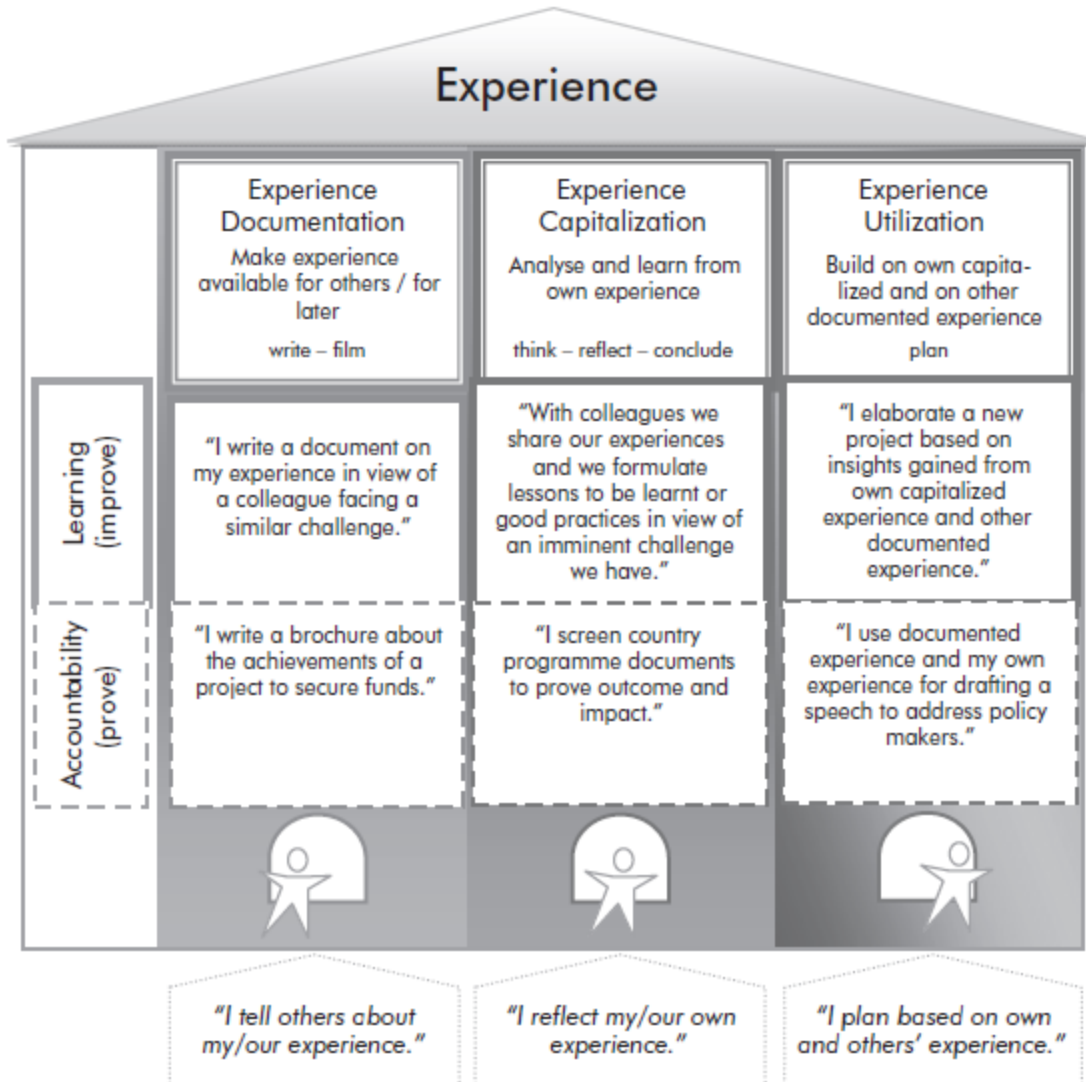 Experience
Experience
Documentation
Make experience
available for others / for
later
write – film
Experience
Capitalization
Analyse and learn from
own experience
think – reflect – conclude
Experience
Utilization
Build on own capita-
lized and on other
documented experience
plan
Learning
(improve)
“I write a document on
my experience in view of
a colleague facing a
similar challenge.”
“With colleagues we
share our experiences
and we formulate
lessons to be learnt or
good practices in view of
an imminent challenge
we have.”
“I elaborate a new
project based on
insights gained from
own capitalized
experience and other
documented
experience.”
Accountability
(prove)
“I write a brochure about
the achievements of a
project to secure funds.”
“I screen country
programme documents
to prove outcome and
impact.”
“I use documented
experience and my own
experience for drafting a
speech to address policy
makers.”
“I tell others about
my/our experience.”
“I reflect my/our own
experience.”
“I plan based on own
and others’ experience.”